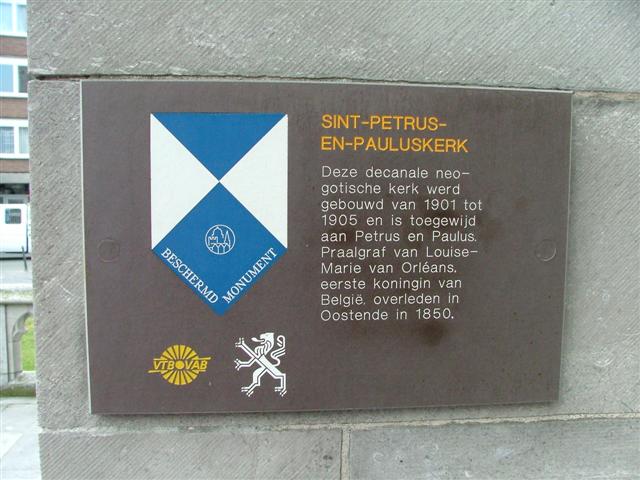 SINT-PETRUS-
EN-PAULUSKERK
Deze decanale neo-
gotische kerk werd
gebouwd van 1901 tot
1905 en is toegewijd
aan Petrus en Paulus.
Praalgraf van Louise-
Marie van Orléans,
eerste koningin van
België, overleden in
Oostende in 1850.
BESCHERMD MONUMENT
VTB VAB